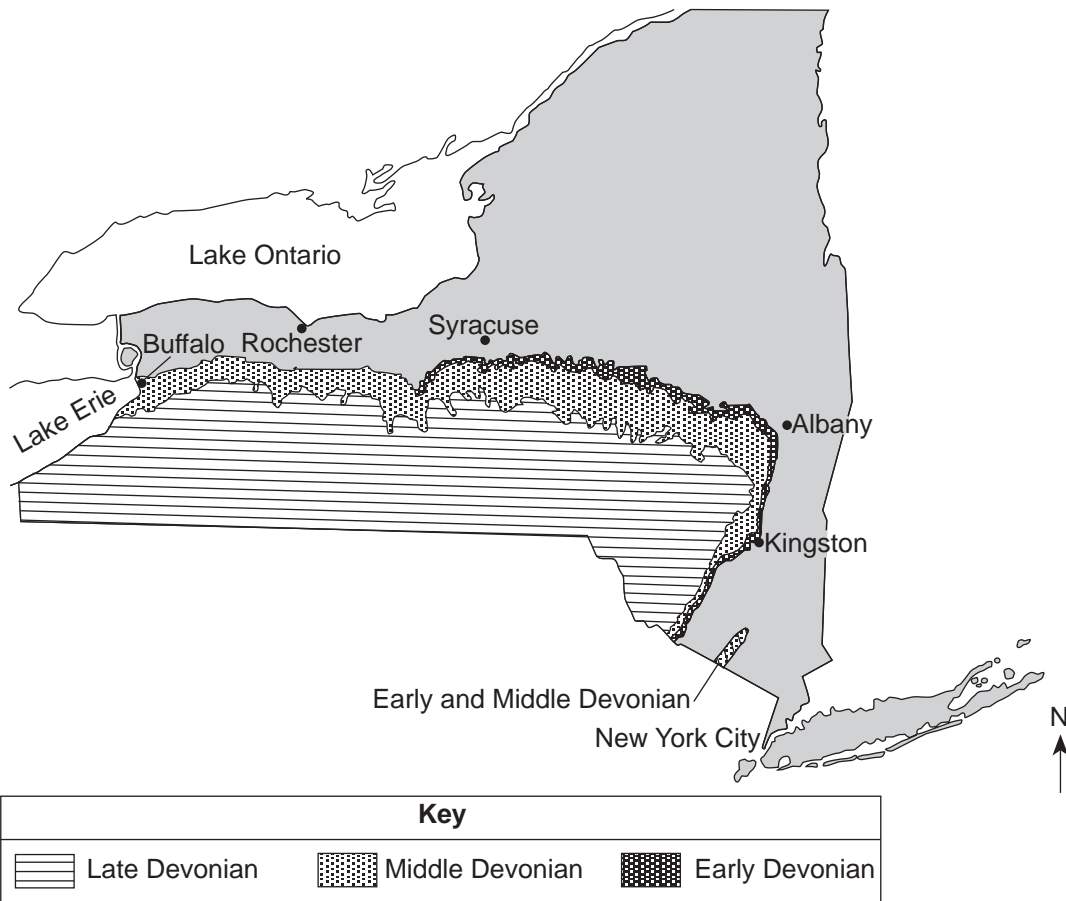 Lake Ontario
Syracuse
Buffalo
Rochester
Lake Erie
Albany
Kingston
Early and Middle Devonian
New York City
N
Key
Late Devonian
Middle Devonian
Early Devonian